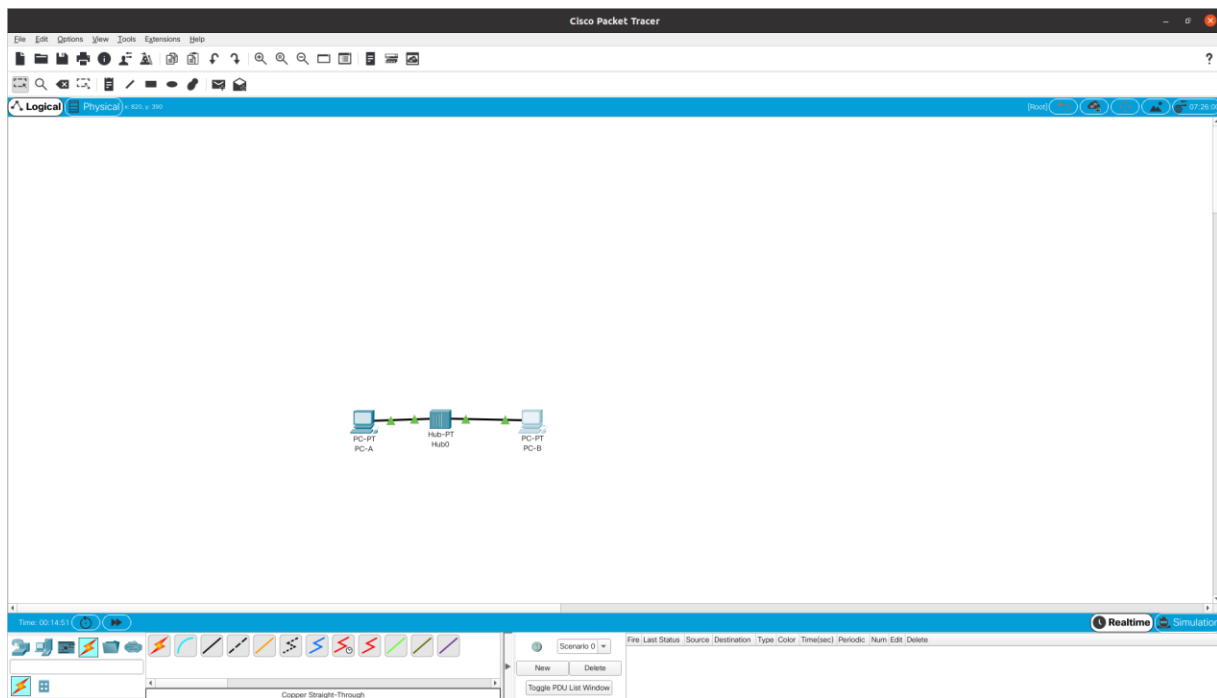 Cisco Packet Tracer
File Edit Options View Tools Extensions Help
?
Logical Physical x: 820, y: 390 [Root] 07:26:00
PC-PT
PC-A
Hub-PT
Hub0
PC-PT
PC-B
Time: 00:14:51 Realtime Simulation
Scenario 0
New Delete
Toggle PDU List Window
Fire Last Status Source Destination Type Color Time(sec) Periodic Num Edit Delete
Copper Straight-Through